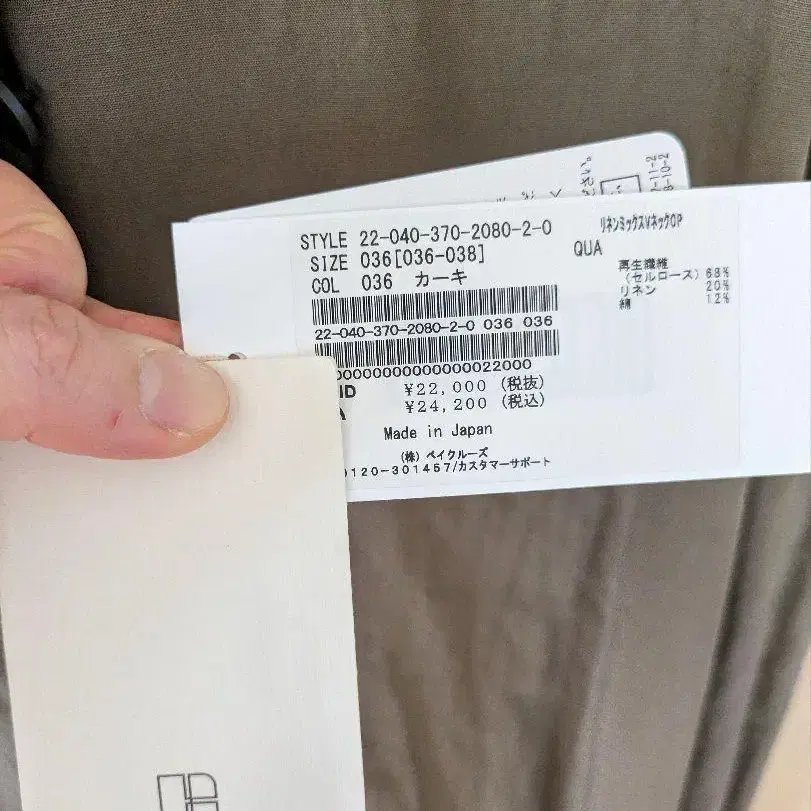 STYLE 22-040-370-2080-2-0
SIZE 036[036-038]
COL 036 カーキ
22-040-370-2080-2-0 036 036
00000000000000022000
¥22,000 (税抜)
¥24,200 (税込)
Made in Japan
(株) ベイクルーズ
0120-301457/カスタマーサポート
リネンミックスVネックOP
QUA
再生繊維
(セルロース) 68%
リネン 20%
綿 12%